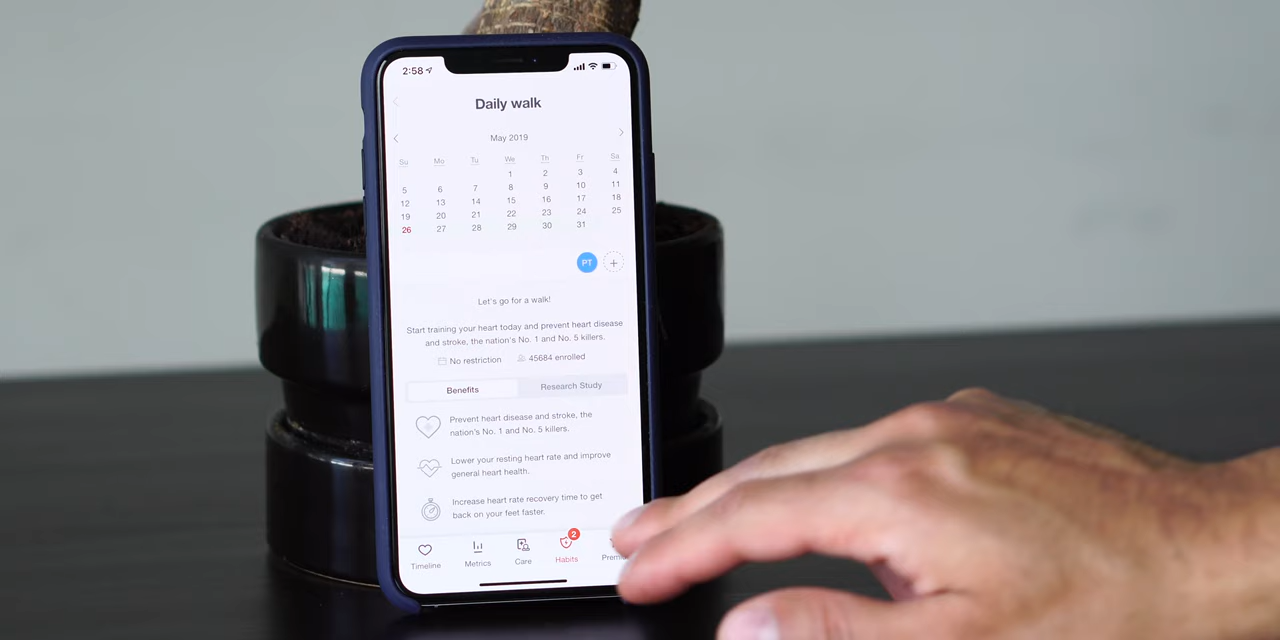 2:58
Daily walk
May 2019
Su Mo Tu We Th Fr Sa
1 2 3 4
5 6 7 8 9 10 11
12 13 14 15 16 17 18
19 20 21 22 23 24 25
26 27 28 29 30 31
PT +
Let's go for a walk!
Start training your heart today and prevent heart disease
and stroke, the nation's No. 1 and No. 5 killers.
No restriction 45684 enrolled
Benefits Research Study
Prevent heart disease and stroke, the
nation's No. 1 and No. 5 killers.
Lower your resting heart rate and improve
general heart health.
Increase heart rate recovery time to get
back on your feet faster.
2
Timeline Metrics Care Habits